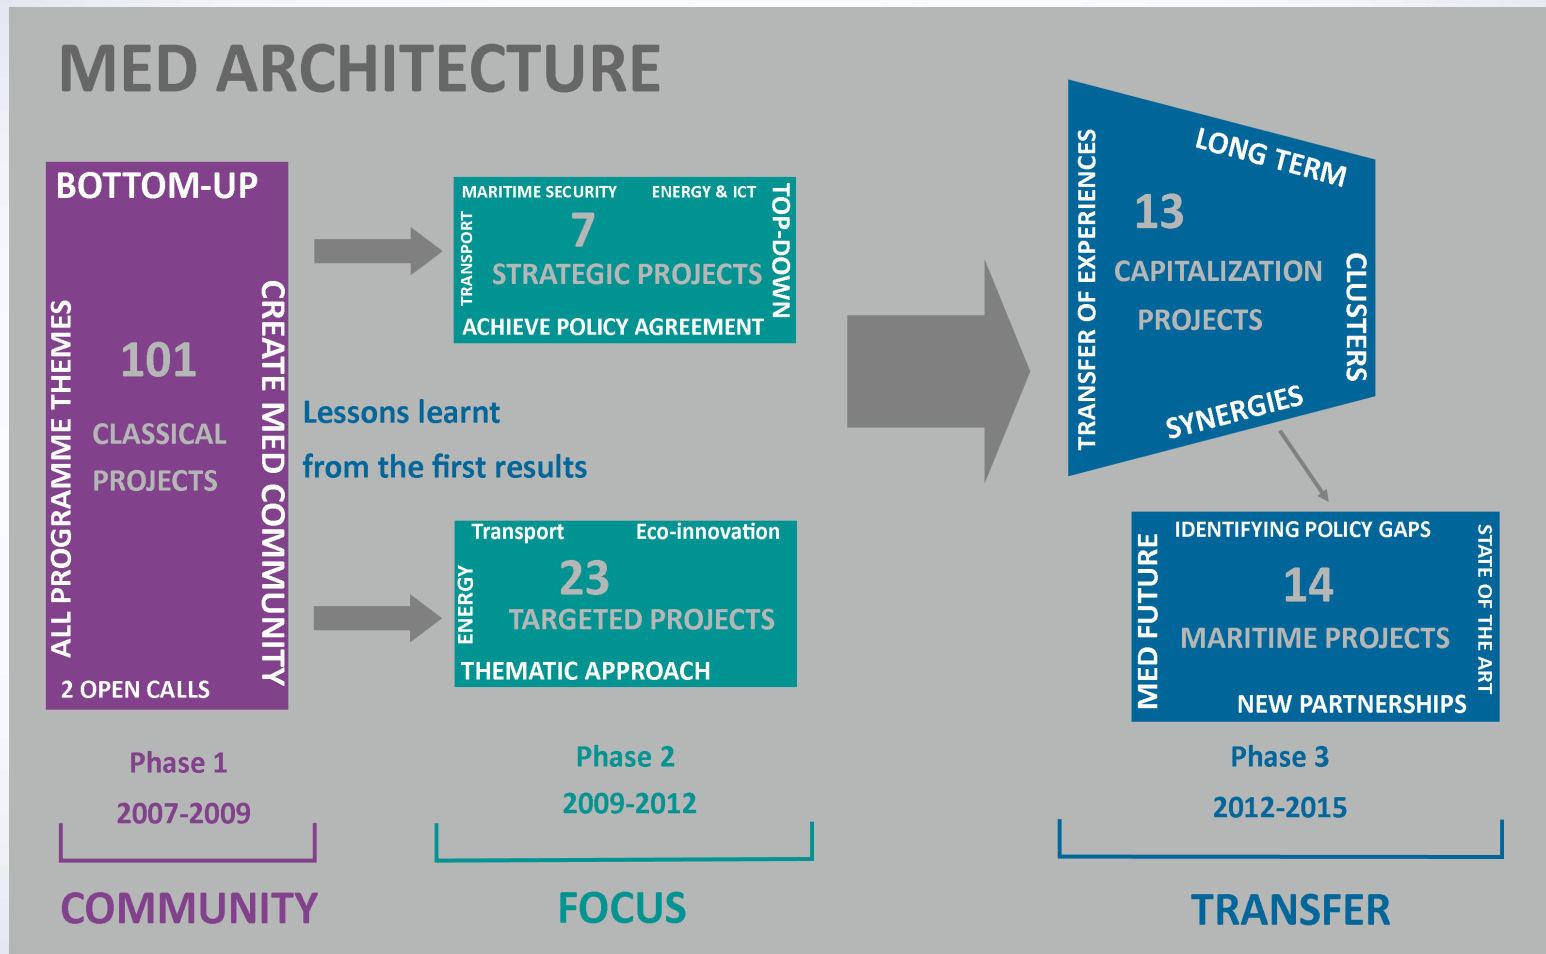 MED ARCHITECTURE
BOTTOM-UP
ALL PROGRAMME THEMES
101
CLASSICAL
PROJECTS
CREATE MED COMMUNITY
2 OPEN CALLS
MARITIME SECURITY
ENERGY & ICT
TRANSPORT
7
STRATEGIC PROJECTS
TOP-DOWN
ACHIEVE POLICY AGREEMENT
Lessons learnt
from the first results
Transport
Eco-innovation
ENERGY
23
TARGETED PROJECTS
THEMATIC APPROACH
TRANSFER OF EXPERIENCES
LONG TERM
13
CAPITALIZATION
PROJECTS
CLUSTERS
SYNERGIES
MED FUTURE
IDENTIFYING POLICY GAPS
14
MARITIME PROJECTS
STATE OF THE ART
NEW PARTNERSHIPS
Phase 1
2007-2009
COMMUNITY
Phase 2
2009-2012
FOCUS
Phase 3
2012-2015
TRANSFER